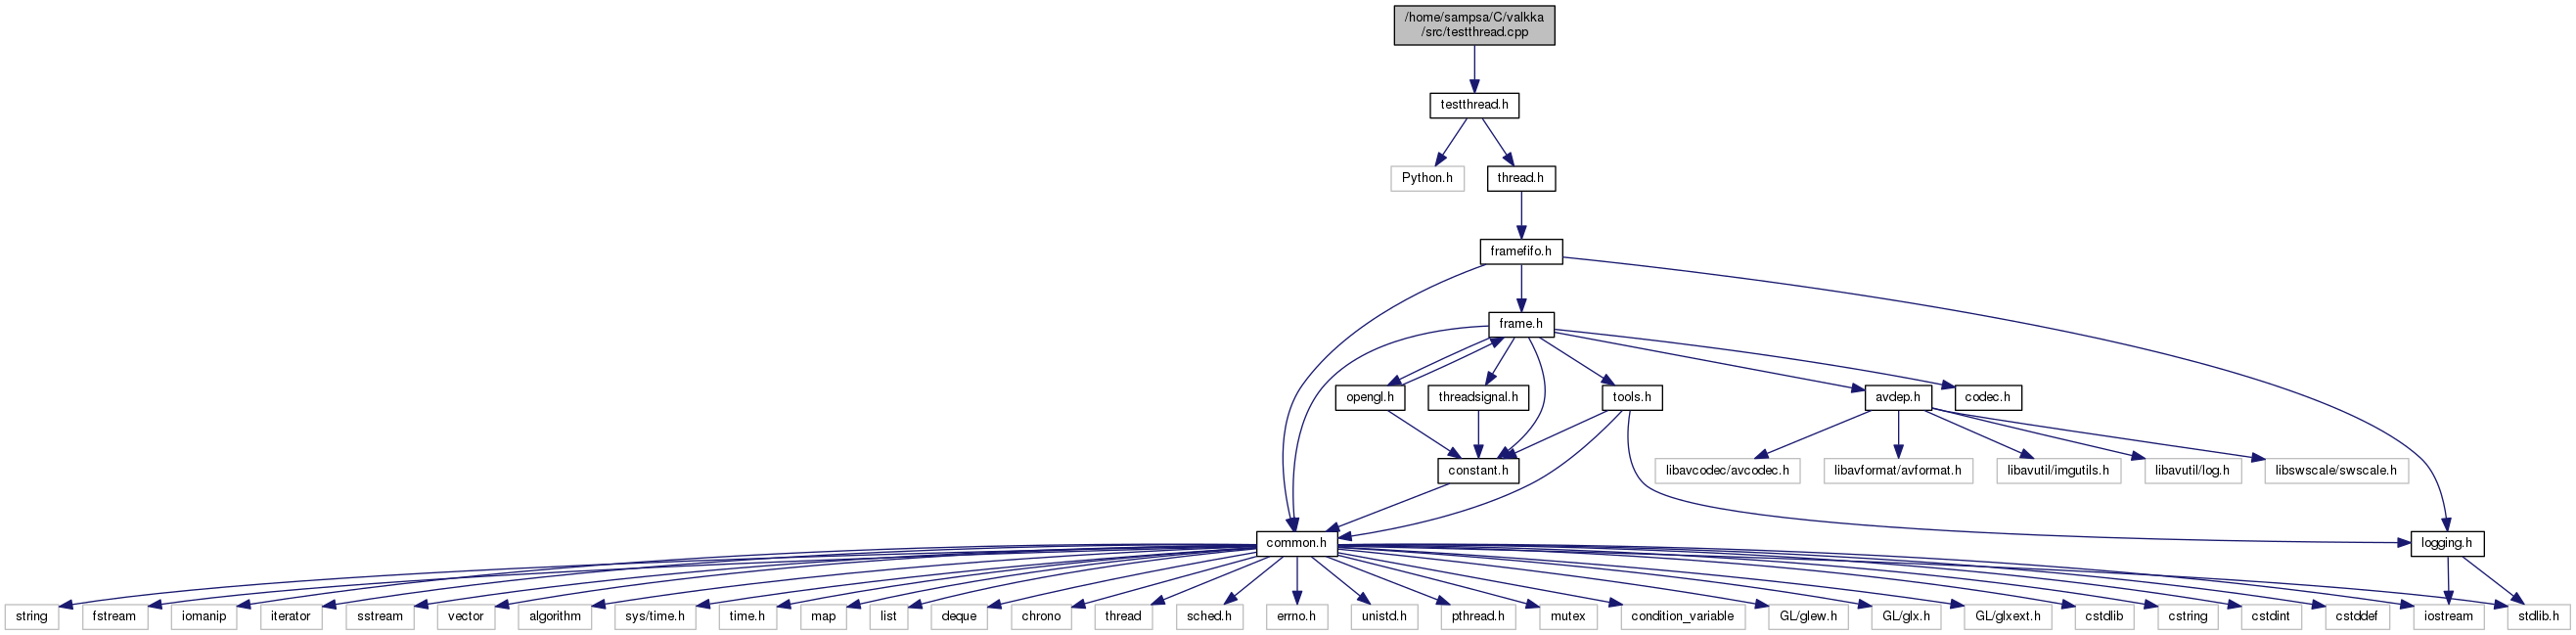 /home/sampsa/C/valkka
/src/testthread.cpp
testthread.h
Python.h
thread.h
framefifo.h
frame.h
opengl.h
threadsignal.h
tools.h
avdep.h
codec.h
constant.h
libavcodec/avcodec.h
libavformat/avformat.h
libavutil/imgutils.h
libavutil/log.h
libswscale/swscale.h
common.h
logging.h
string
fstream
iomanip
iterator
sstream
vector
algorithm
sys/time.h
time.h
map
list
deque
chrono
thread
sched.h
errno.h
unistd.h
pthread.h
mutex
condition_variable
GL/glew.h
GL/glx.h
GL/glxext.h
cstdlib
cstring
cstdint
cstddef
iostream
stdlib.h